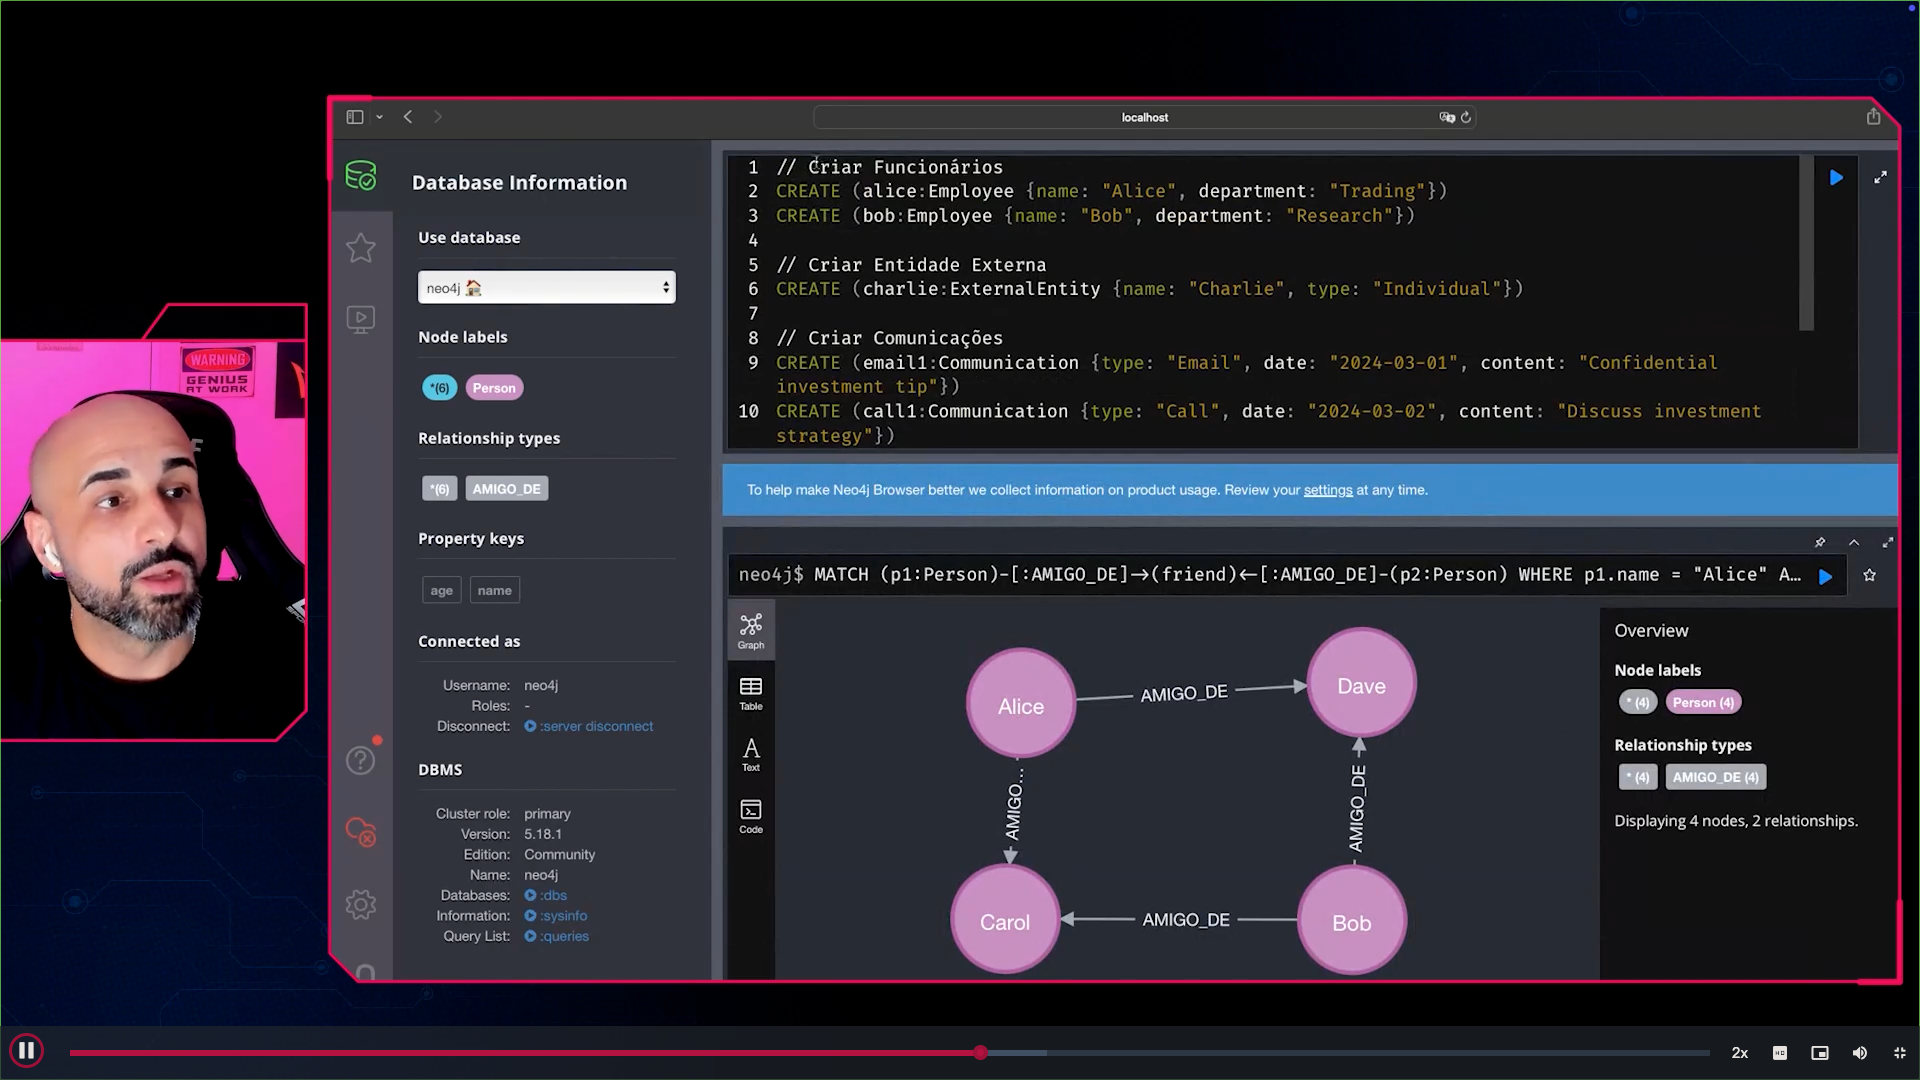 localhost
Database Information
Use database
neo4j
Node labels
*(6) Person
Relationship types
*(6) AMIGO_DE
Property keys
age name
Connected as
Username: neo4j
Roles: -
Disconnect: :server disconnect
DBMS
Cluster role: primary
Version: 5.18.1
Edition: Community
Name: neo4j
Databases: :dbs
Information: :sysinfo
Query List: :queries
1 // Criar Funcionários
2 CREATE (alice:Employee {name: "Alice", department: "Trading"})
3 CREATE (bob:Employee {name: "Bob", department: "Research"})
4
5 // Criar Entidade Externa
6 CREATE (charlie:ExternalEntity {name: "Charlie", type: "Individual"})
7
8 // Criar Comunicações
9 CREATE (email1:Communication {type: "Email", date: "2024-03-01", content: "Confidential
investment tip"})
10 CREATE (call1:Communication {type: "Call", date: "2024-03-02", content: "Discuss investment
strategy"})
To help make Neo4j Browser better we collect information on product usage. Review your settings at any time.
neo4j$ MATCH (p1:Person)-[:AMIGO_DE]→(friend)←[:AMIGO_DE]-(p2:Person) WHERE p1.name = "Alice" A...
Graph
Table
A
Text
Code
Alice
AMIGO_DE
Dave
AMIGO...
AMIGO_DE
Carol
AMIGO_DE
Bob
Overview
Node labels
* (4) Person (4)
Relationship types
* (4) AMIGO_DE (4)
Displaying 4 nodes, 2 relationships.
WARNING
GENIUS
AT WORK
2x
HD